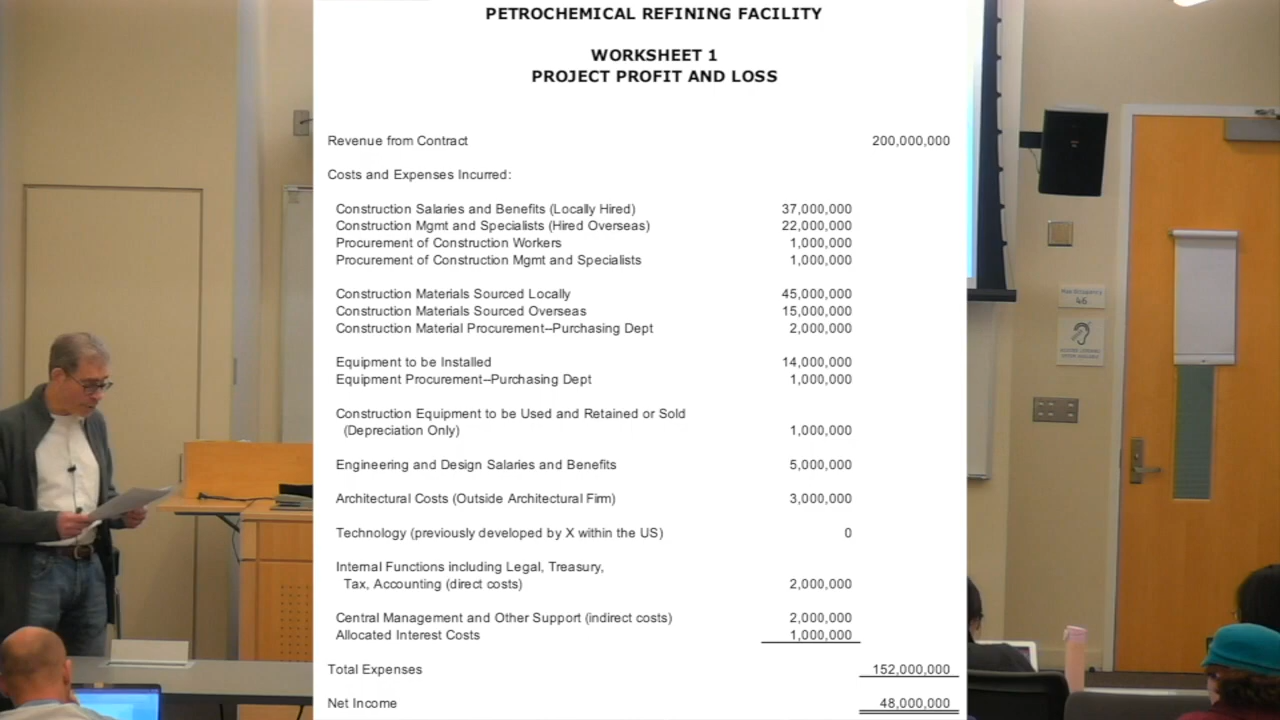 PETROCHEMICAL REFINING FACILITY
WORKSHEET 1
PROJECT PROFIT AND LOSS
Revenue from Contract 200,000,000
Costs and Expenses Incurred:
Construction Salaries and Benefits (Locally Hired) 37,000,000
Construction Mgmt and Specialists (Hired Overseas) 22,000,000
Procurement of Construction Workers 1,000,000
Procurement of Construction Mgmt and Specialists 1,000,000
Construction Materials Sourced Locally 45,000,000
Construction Materials Sourced Overseas 15,000,000
Construction Material Procurement--Purchasing Dept 2,000,000
Equipment to be Installed 14,000,000
Equipment Procurement--Purchasing Dept 1,000,000
Construction Equipment to be Used and Retained or Sold
(Depreciation Only) 1,000,000
Engineering and Design Salaries and Benefits 5,000,000
Architectural Costs (Outside Architectural Firm) 3,000,000
Technology (previously developed by X within the US) 0
Internal Functions including Legal, Treasury,
Tax, Accounting (direct costs) 2,000,000
Central Management and Other Support (indirect costs) 2,000,000
Allocated Interest Costs 1,000,000
Total Expenses 152,000,000
Net Income 48,000,000
46